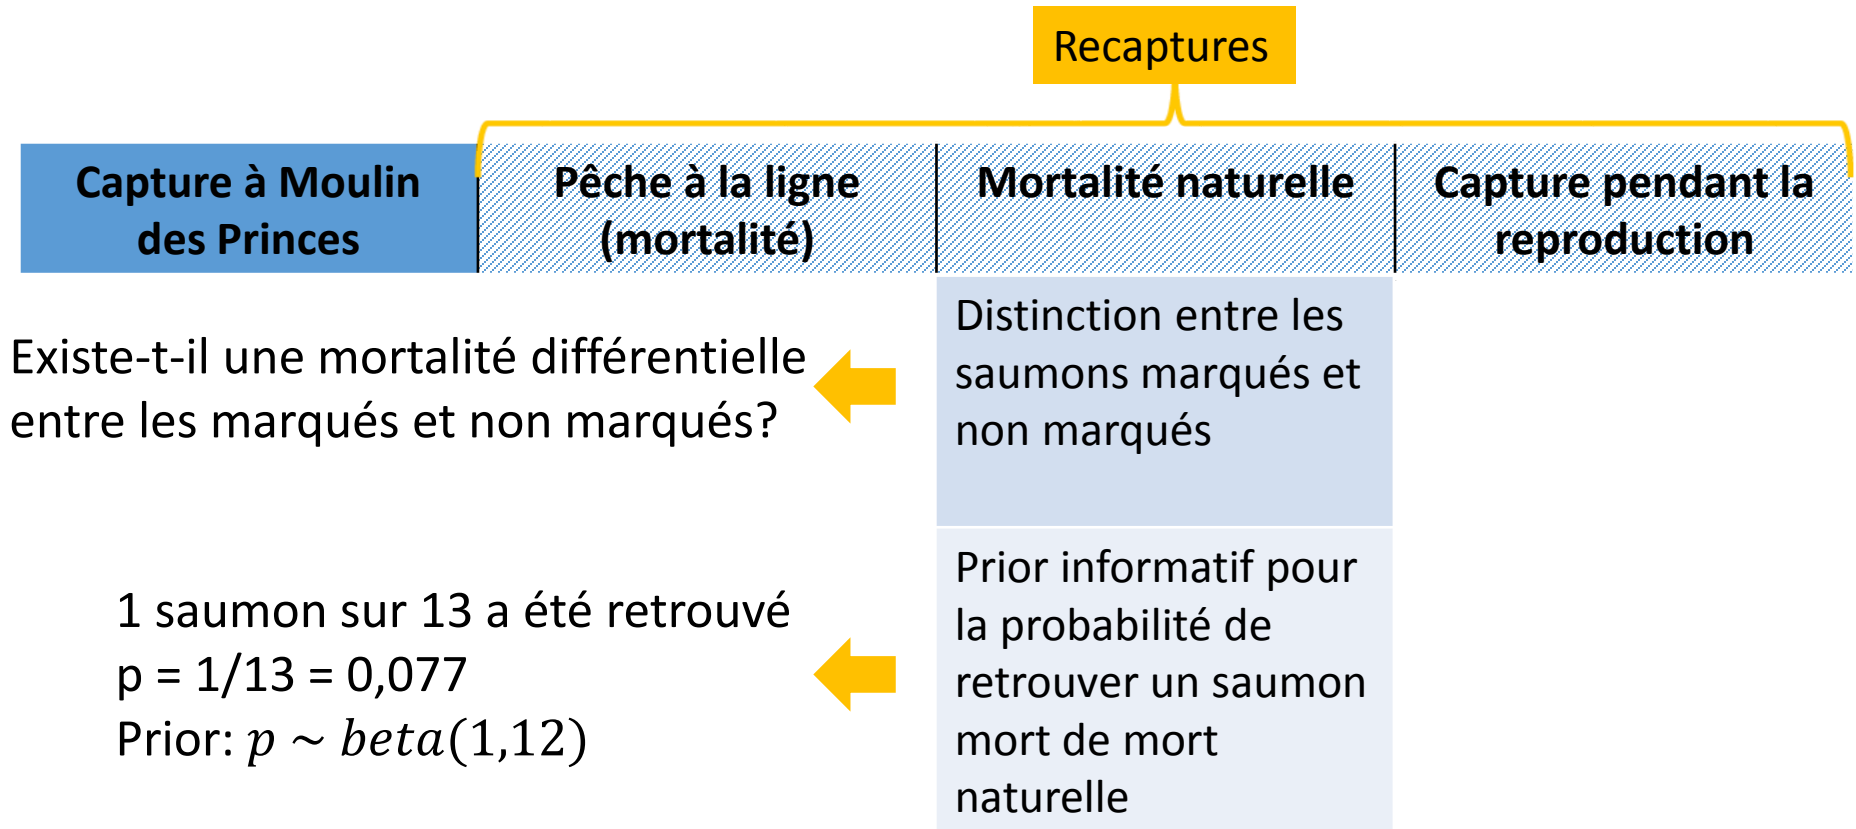 Recaptures
Capture à Moulin
des Princes
Pêche à la ligne
(mortalité)
Mortalité naturelle
Capture pendant la
reproduction
Existe-t-il une mortalité différentielle
entre les marqués et non marqués?
Distinction entre les
saumons marqués et
non marqués
1 saumon sur 13 a été retrouvé
p = 1/13 = 0,077
Prior: p ~ beta(1,12)
Prior informatif pour
la probabilité de
retrouver un saumon
mort de mort
naturelle